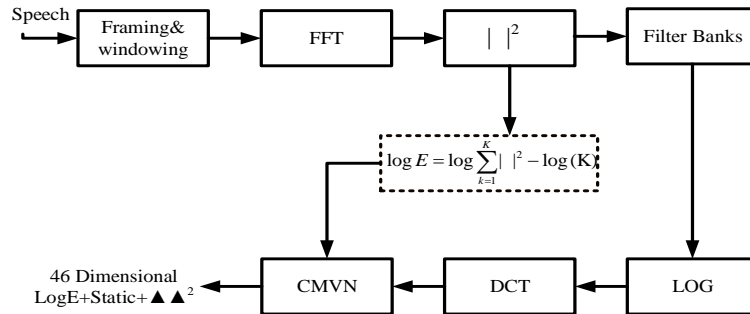 Speech
Framing&
windowing
FFT
| |²
Filter Banks
log E = log ∑ₖ₌₁ᴷ | |² − log (K)
46 Dimensional
LogE+Static+▲▲²
CMVN
DCT
LOG